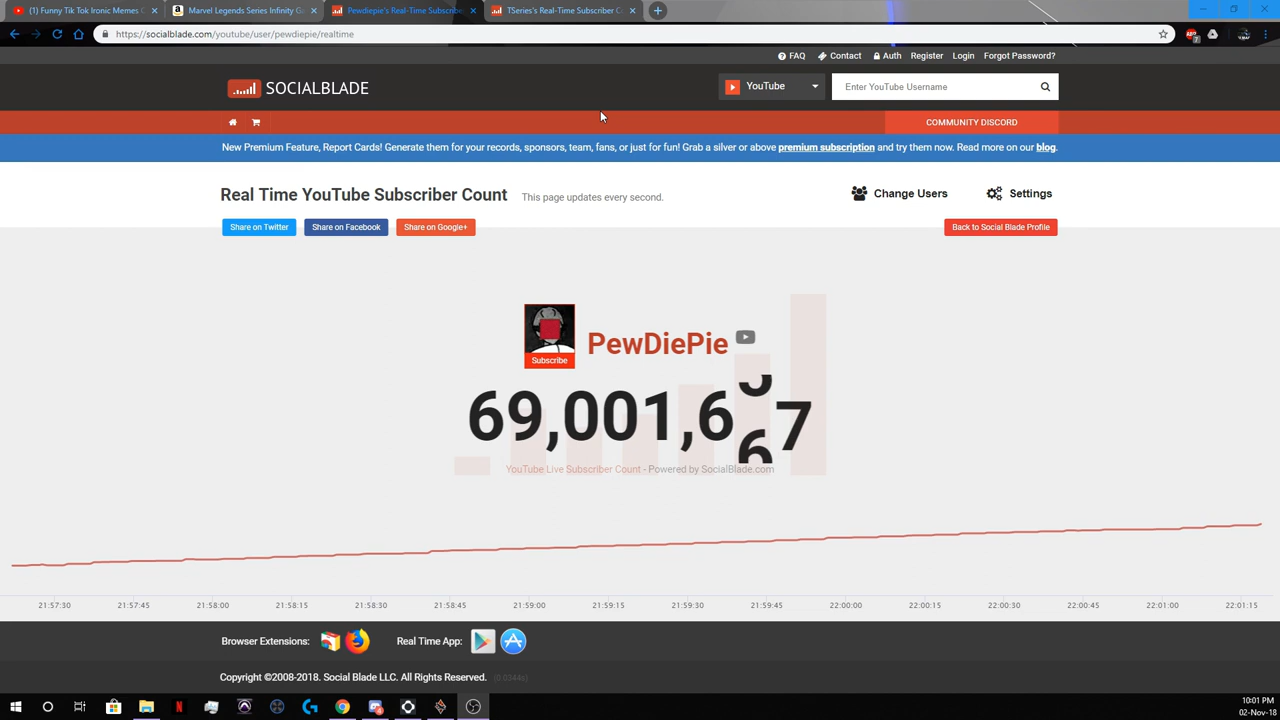 (1) Funny Tik Tok Ironic Memes C
Marvel Legends Series Infinity Ga
Pewdiepie's Real-Time Subscribe
TSeries's Real-Time Subscriber C
https://socialblade.com/youtube/user/pewdiepie/realtime
FAQ Contact Auth Register Login Forgot Password?
SOCIALBLADE
YouTube
Enter YouTube Username
COMMUNITY DISCORD
New Premium Feature, Report Cards! Generate them for your records, sponsors, team, fans, or just for fun! Grab a silver or above premium subscription and try them now. Read more on our blog.
Real Time YouTube Subscriber Count
This page updates every second.
Change Users
Settings
Share on Twitter
Share on Facebook
Share on Google+
Back to Social Blade Profile
Subscribe
PewDiePie
69,001,6 7
YouTube Live Subscriber Count - Powered by SocialBlade.com
21:57:30 21:57:45 21:58:00 21:58:15 21:58:30 21:58:45 21:59:00 21:59:15 21:59:30 21:59:45 22:00:00 22:00:15 22:00:30 22:00:45 22:01:00 22:01:15
Browser Extensions:
Real Time App:
Copyright ©2008-2018. Social Blade LLC. All Rights Reserved. (0.0344s)
10:01 PM
02-Nov-18